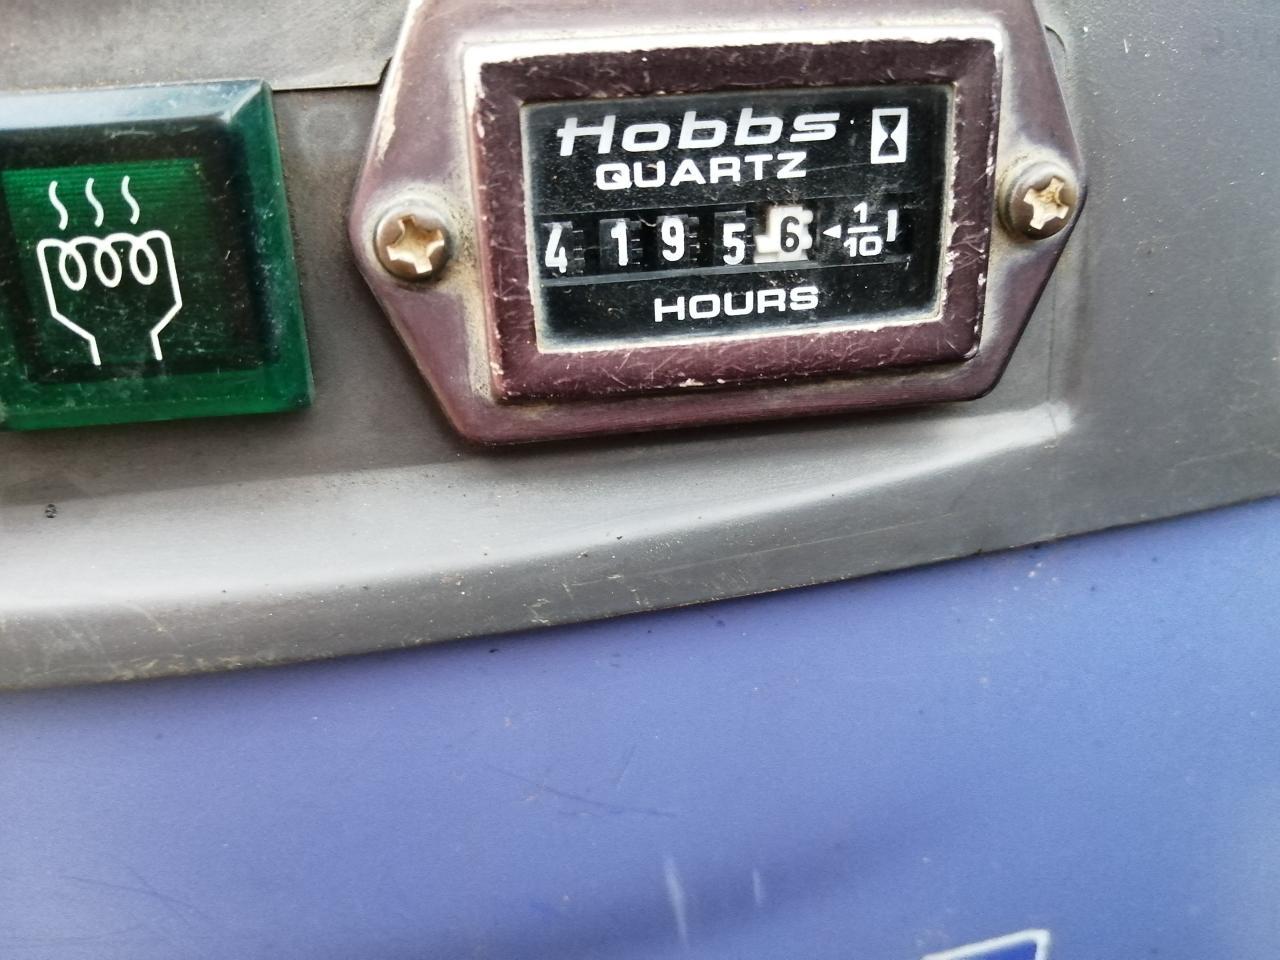 Hobbs
QUARTZ
4 1 9 5 6 ◄ 1/10
HOURS